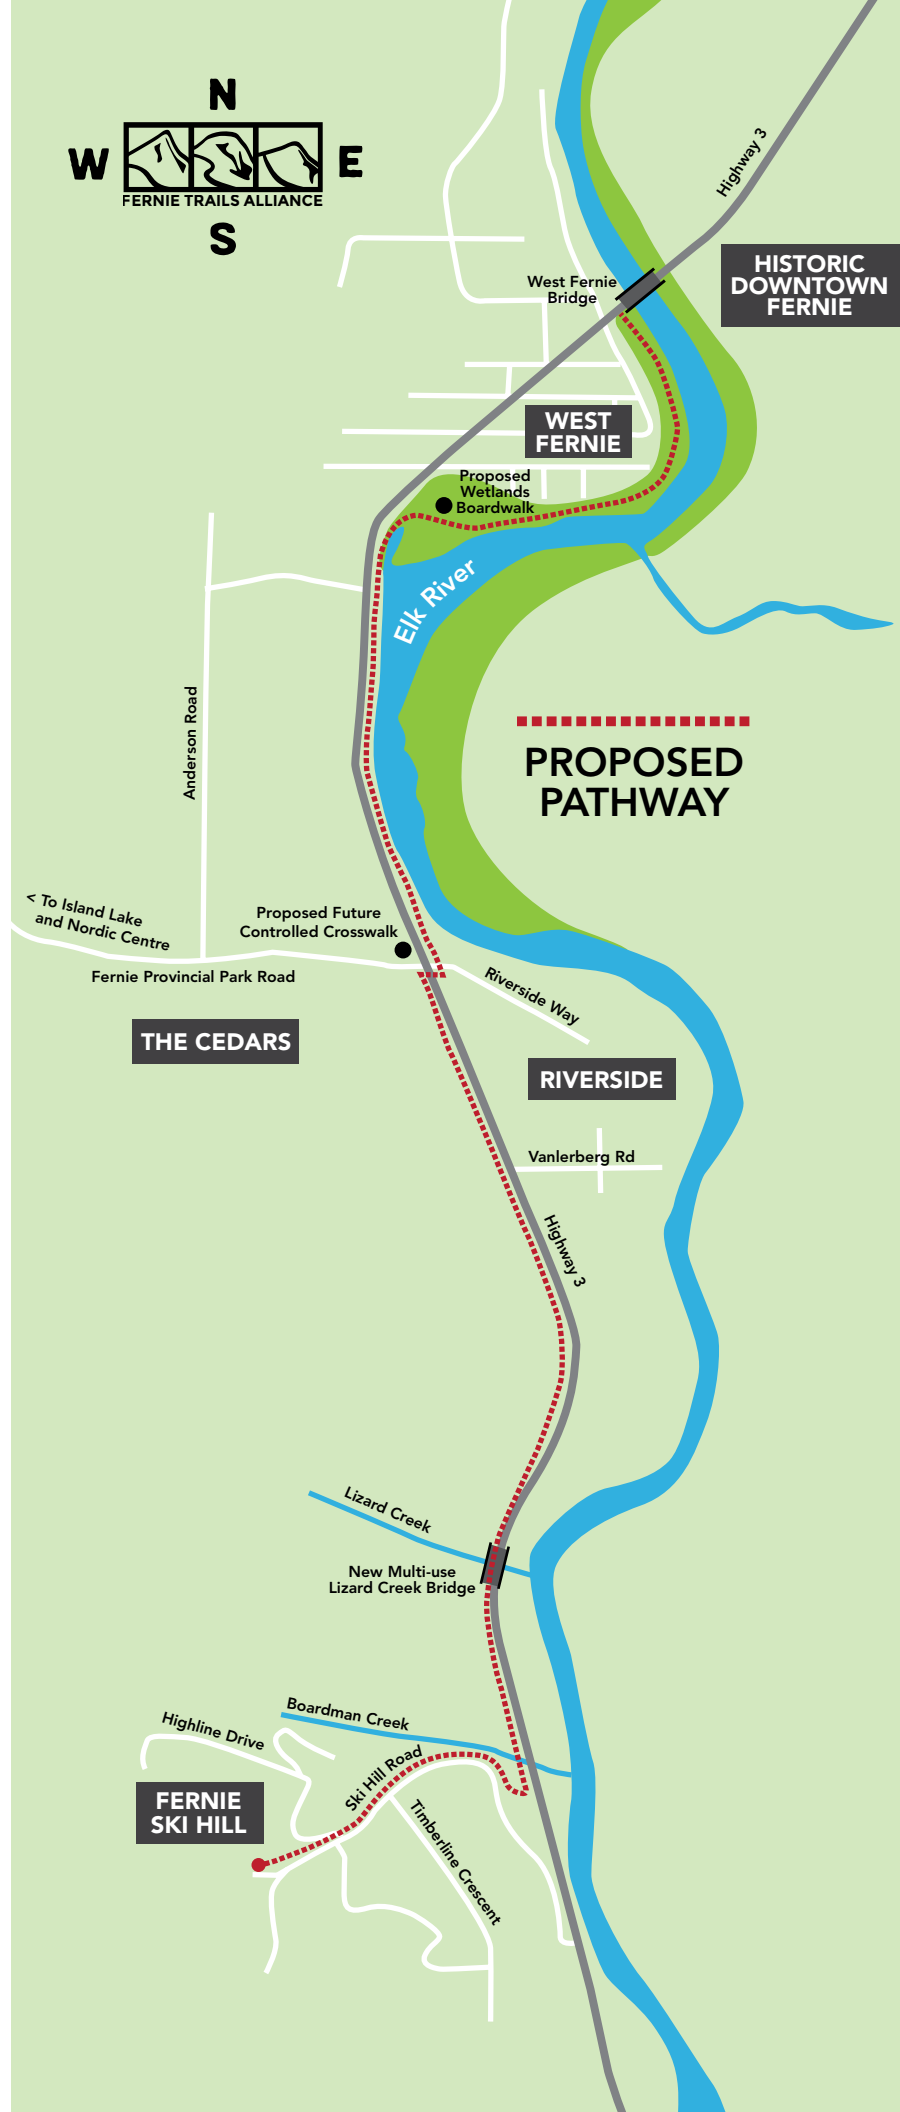 N
W
E
FERNIE TRAILS ALLIANCE
S
Highway 3
HISTORIC
DOWNTOWN
FERNIE
West Fernie
Bridge
WEST
FERNIE
Proposed
Wetlands
Boardwalk
Elk River
Anderson Road
PROPOSED
PATHWAY
< To Island Lake
and Nordic Centre
Proposed Future
Controlled Crosswalk
Fernie Provincial Park Road
Riverside Way
THE CEDARS
RIVERSIDE
Vanlerberg Rd
Highway 3
Lizard Creek
New Multi-use
Lizard Creek Bridge
Boardman Creek
Highline Drive
Ski Hill Road
FERNIE
SKI HILL
Timberline Crescent